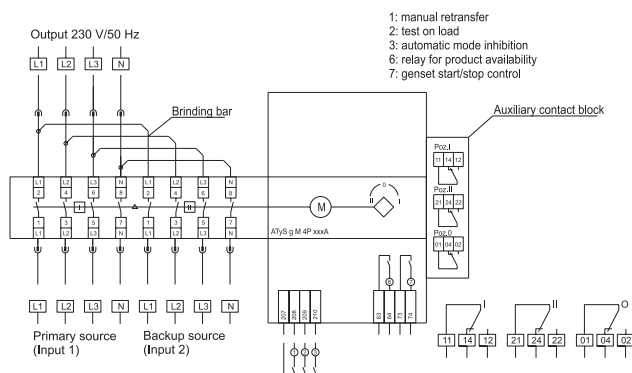 1: manual retransfer
2: test on load
3: automatic mode inhibition
6: relay for product availability
7: genset start/stop control
Output 230 V/50 Hz
L1 L2 L3 N
Brinding bar
Auxiliary contact block
Poz.I
11 14 12
Poz.II
21 24 22
Poz.0
01 04 02
L1 L2 L3 N L1 L2 L3 N
2 4 6 8 2 4 6 8
I II
M
II 0 I
1 3 5 7 1 3 5 7
L1 L2 L3 N L1 L2 L3 N
ATyS g M 4P xxxA
6 7
207 208 209 210
63 64 73 74
1 2 3
L1 L2 L3 N L1 L2 L3 N
Primary source
(Input 1)
Backup source
(Input 2)
I II O
11 14 12
21 24 22
01 04 02